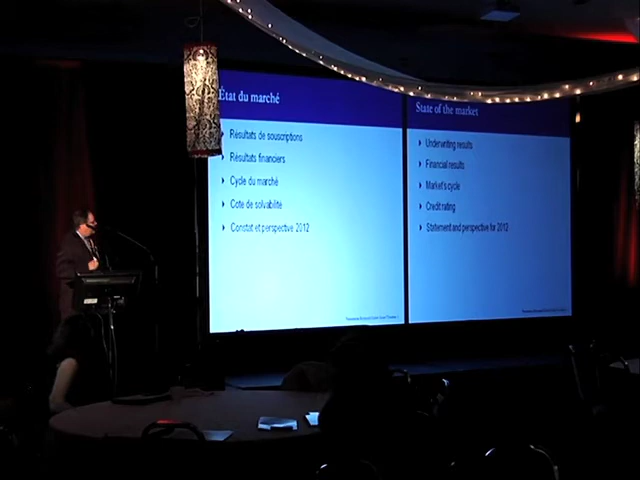 État du marché
Résultats de souscriptions
Résultats financiers
Cycle du marché
Cote de solvabilité
Constat et perspective 2012
State of the market
Underwriting results
Financial results
Market's cycle
Credit rating
Statement and perspective for 2012